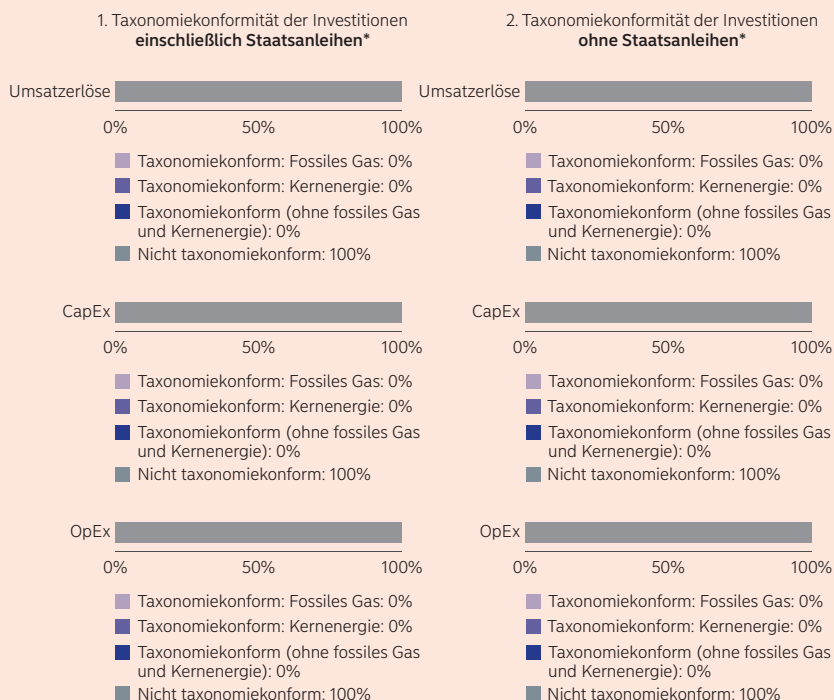 1. Taxonomiekonformität der Investitionen
einschließlich Staatsanleihen*
Umsatzerlöse
0% 50% 100%
Taxonomiekonform: Fossiles Gas: 0%
Taxonomiekonform: Kernenergie: 0%
Taxonomiekonform (ohne fossiles Gas
und Kernenergie): 0%
Nicht taxonomiekonform: 100%
CapEx
0% 50% 100%
Taxonomiekonform: Fossiles Gas: 0%
Taxonomiekonform: Kernenergie: 0%
Taxonomiekonform (ohne fossiles Gas
und Kernenergie): 0%
Nicht taxonomiekonform: 100%
OpEx
0% 50% 100%
Taxonomiekonform: Fossiles Gas: 0%
Taxonomiekonform: Kernenergie: 0%
Taxonomiekonform (ohne fossiles Gas
und Kernenergie): 0%
Nicht taxonomiekonform: 100%
2. Taxonomiekonformität der Investitionen
ohne Staatsanleihen*
Umsatzerlöse
0% 50% 100%
Taxonomiekonform: Fossiles Gas: 0%
Taxonomiekonform: Kernenergie: 0%
Taxonomiekonform (ohne fossiles Gas
und Kernenergie): 0%
Nicht taxonomiekonform: 100%
CapEx
0% 50% 100%
Taxonomiekonform: Fossiles Gas: 0%
Taxonomiekonform: Kernenergie: 0%
Taxonomiekonform (ohne fossiles Gas
und Kernenergie): 0%
Nicht taxonomiekonform: 100%
OpEx
0% 50% 100%
Taxonomiekonform: Fossiles Gas: 0%
Taxonomiekonform: Kernenergie: 0%
Taxonomiekonform (ohne fossiles Gas
und Kernenergie): 0%
Nicht taxonomiekonform: 100%